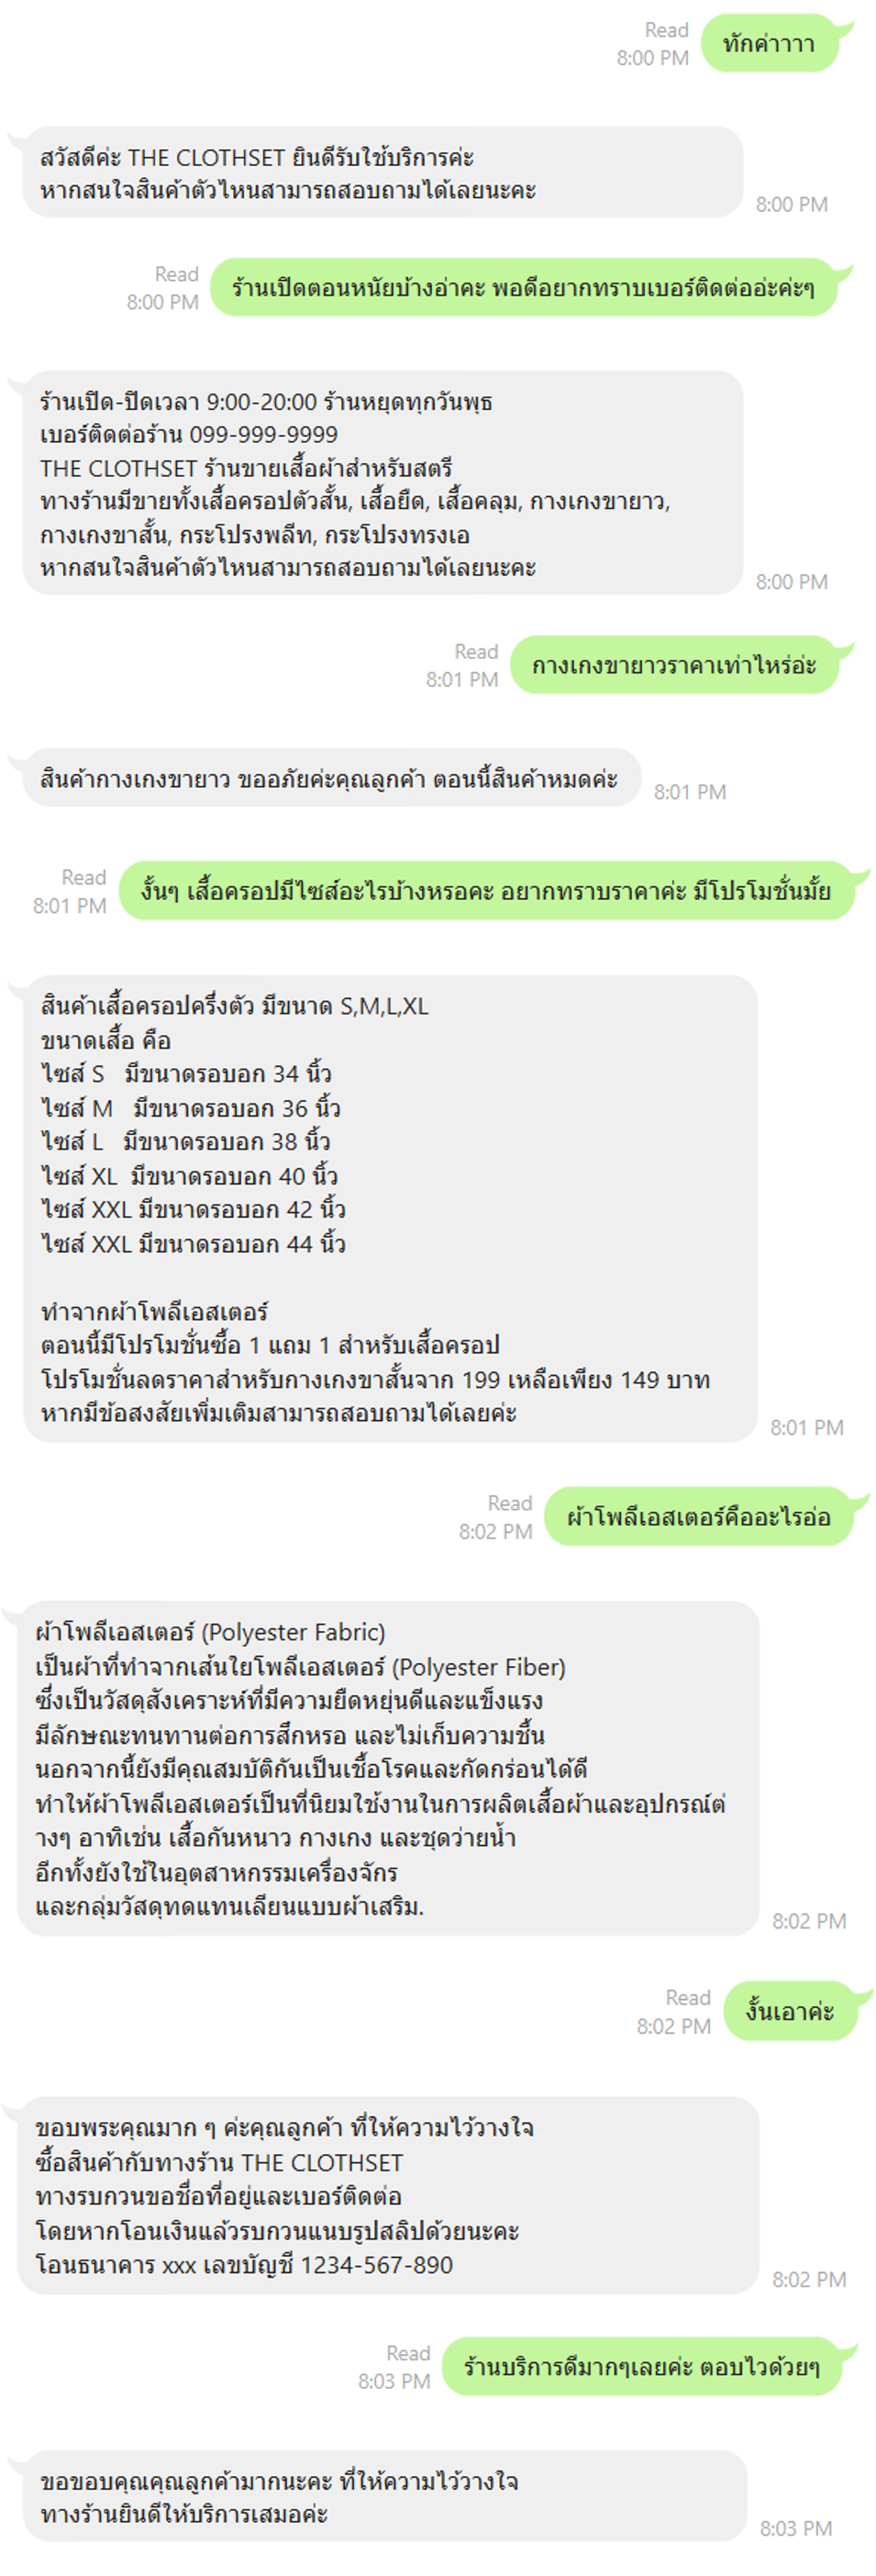 Read
8:00 PM
ทักค่าาาา
สวัสดีค่ะ THE CLOTHSET ยินดีรับใช้บริการค่ะ
หากสนใจสินค้าตัวไหนสามารถสอบถามได้เลยนะคะ
8:00 PM
Read
8:00 PM
ร้านเปิดตอนหนัยบ้างอ่าคะ พอดีอยากทราบเบอร์ติดต่ออ่ะค่ะๆ
ร้านเปิด-ปิดเวลา 9:00-20:00 ร้านหยุดทุกวันพุธ
เบอร์ติดต่อร้าน 099-999-9999
THE CLOTHSET ร้านขายเสื้อผ้าสำหรับสตรี
ทางร้านมีขายทั้งเสื้อครอปตัวสั้น, เสื้อยืด, เสื้อคลุม, กางเกงขายาว,
กางเกงขาสั้น, กระโปรงพลีท, กระโปรงทรงเอ
หากสนใจสินค้าตัวไหนสามารถสอบถามได้เลยนะคะ
8:00 PM
Read
8:01 PM
กางเกงขายาวราคาเท่าไหร่อ่ะ
สินค้ากางเกงขายาว ขออภัยค่ะคุณลูกค้า ตอนนี้สินค้าหมดค่ะ
8:01 PM
Read
8:01 PM
งั้นๆ เสื้อครอปมีไซส์อะไรบ้างหรอคะ อยากทราบราคาค่ะ มีโปรโมชั่นมั้ย
สินค้าเสื้อครอปครึ่งตัว มีขนาด S,M,L,XL
ขนาดเสื้อ คือ
ไซส์ S มีขนาดรอบอก 34 นิ้ว
ไซส์ M มีขนาดรอบอก 36 นิ้ว
ไซส์ L มีขนาดรอบอก 38 นิ้ว
ไซส์ XL มีขนาดรอบอก 40 นิ้ว
ไซส์ XXL มีขนาดรอบอก 42 นิ้ว
ไซส์ XXL มีขนาดรอบอก 44 นิ้ว
ทำจากผ้าโพลีเอสเตอร์
ตอนนี้มีโปรโมชั่นซื้อ 1 แถม 1 สำหรับเสื้อครอป
โปรโมชั่นลดราคาสำหรับกางเกงขาสั้นจาก 199 เหลือเพียง 149 บาท
หากมีข้อสงสัยเพิ่มเติมสามารถสอบถามได้เลยค่ะ
8:01 PM
Read
8:02 PM
ผ้าโพลีเอสเตอร์คืออะไรอ่อ
ผ้าโพลีเอสเตอร์ (Polyester Fabric)
เป็นผ้าที่ทำจากเส้นใยโพลีเอสเตอร์ (Polyester Fiber)
ซึ่งเป็นวัสดุสังเคราะห์ที่มีความยืดหยุ่นดีและแข็งแรง
มีลักษณะทนทานต่อการสึกหรอ และไม่เก็บความชื้น
นอกจากนี้ยังมีคุณสมบัติกันเป็นเชื้อโรคและกัดกร่อนได้ดี
ทำให้ผ้าโพลีเอสเตอร์เป็นที่นิยมใช้งานในการผลิตเสื้อผ้าและอุปกรณ์ต่
างๆ อาทิเช่น เสื้อกันหนาว กางเกง และชุดว่ายน้ำ
อีกทั้งยังใช้ในอุตสาหกรรมเครื่องจักร
และกลุ่มวัสดุทดแทนเลียนแบบผ้าเสริม.
8:02 PM
Read
8:02 PM
งั้นเอาค่ะ
ขอบพระคุณมาก ๆ ค่ะคุณลูกค้า ที่ให้ความไว้วางใจ
ซื้อสินค้ากับทางร้าน THE CLOTHSET
ทางรบกวนขอชื่อที่อยู่และเบอร์ติดต่อ
โดยหากโอนเงินแล้วรบกวนแนบรูปสลิปด้วยนะคะ
โอนธนาคาร xxx เลขบัญชี 1234-567-890
8:02 PM
Read
8:03 PM
ร้านบริการดีมากๆเลยค่ะ ตอบไวด้วยๆ
ขอขอบคุณคุณลูกค้ามากนะคะ ที่ให้ความไว้วางใจ
ทางร้านยินดีให้บริการเสมอค่ะ
8:03 PM